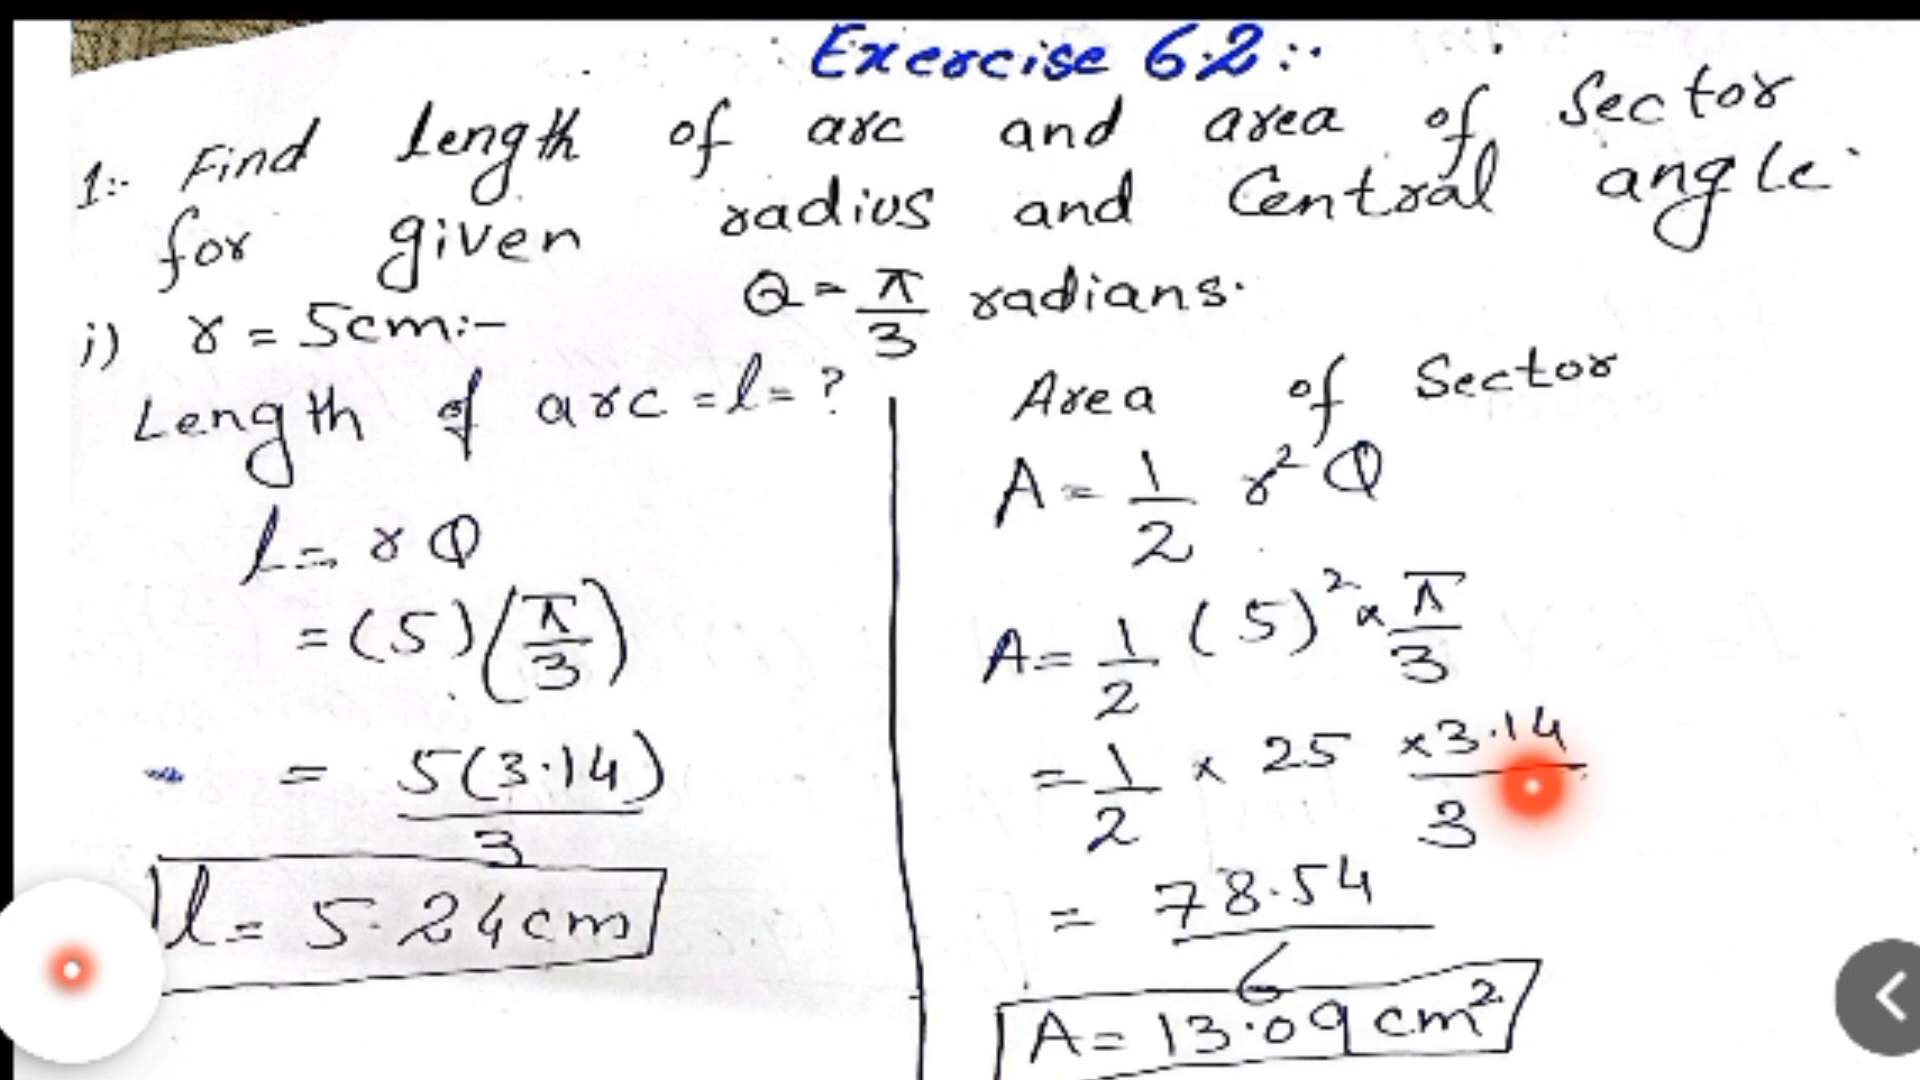 Exercise 6.2:-
1:- Find length of arc and area of Sector
for given radius and Central angle.
i) r = 5cm:- θ = π/3 radians.
Length of arc = l = ?
l = rθ
= (5)(π/3)
= 5(3.14)/3
l = 5.24cm
Area of Sector
A = 1/2 r²θ
A = 1/2 (5)² × π/3
= 1/2 × 25 × 3.14/3
= 78.54/6
A = 13.09 cm²